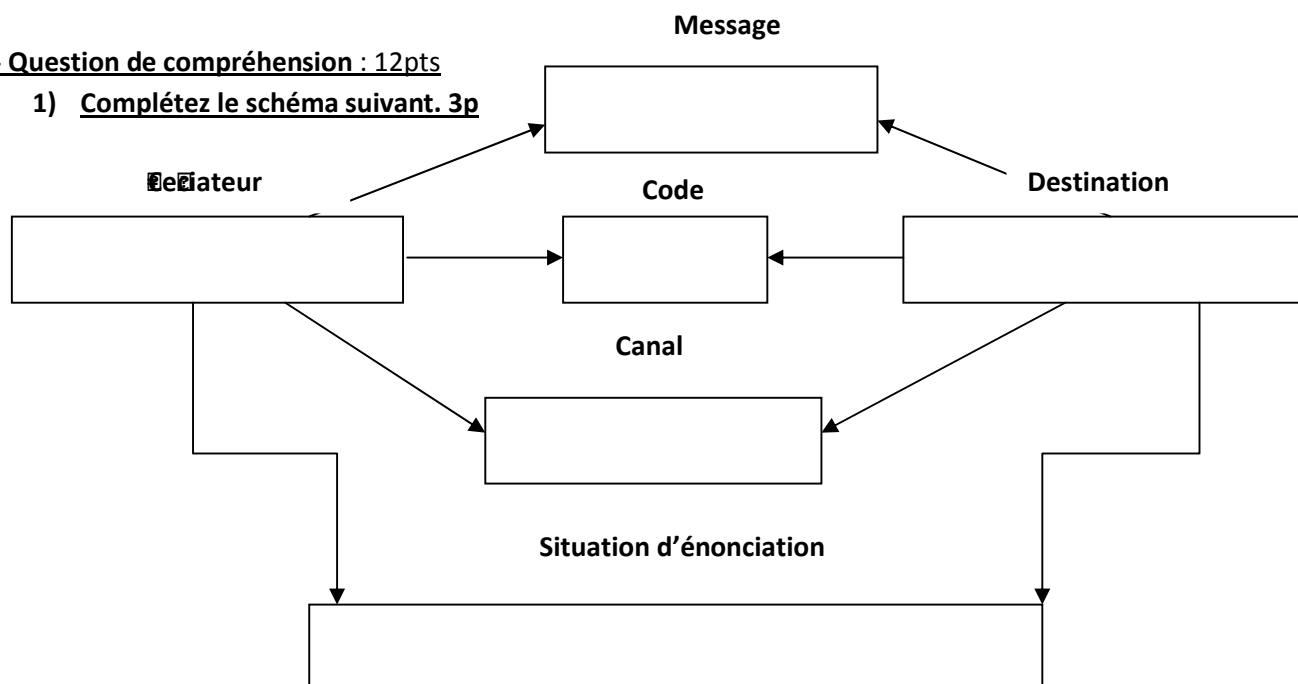 Message
Question de compréhension : 12pts
1) Complétez le schéma suivant. 3p
Code
Destination
Canal
Situation d’énonciation